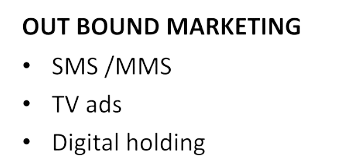 OUT BOUND MARKETING
• SMS /MMS
• TV ads
• Digital holding